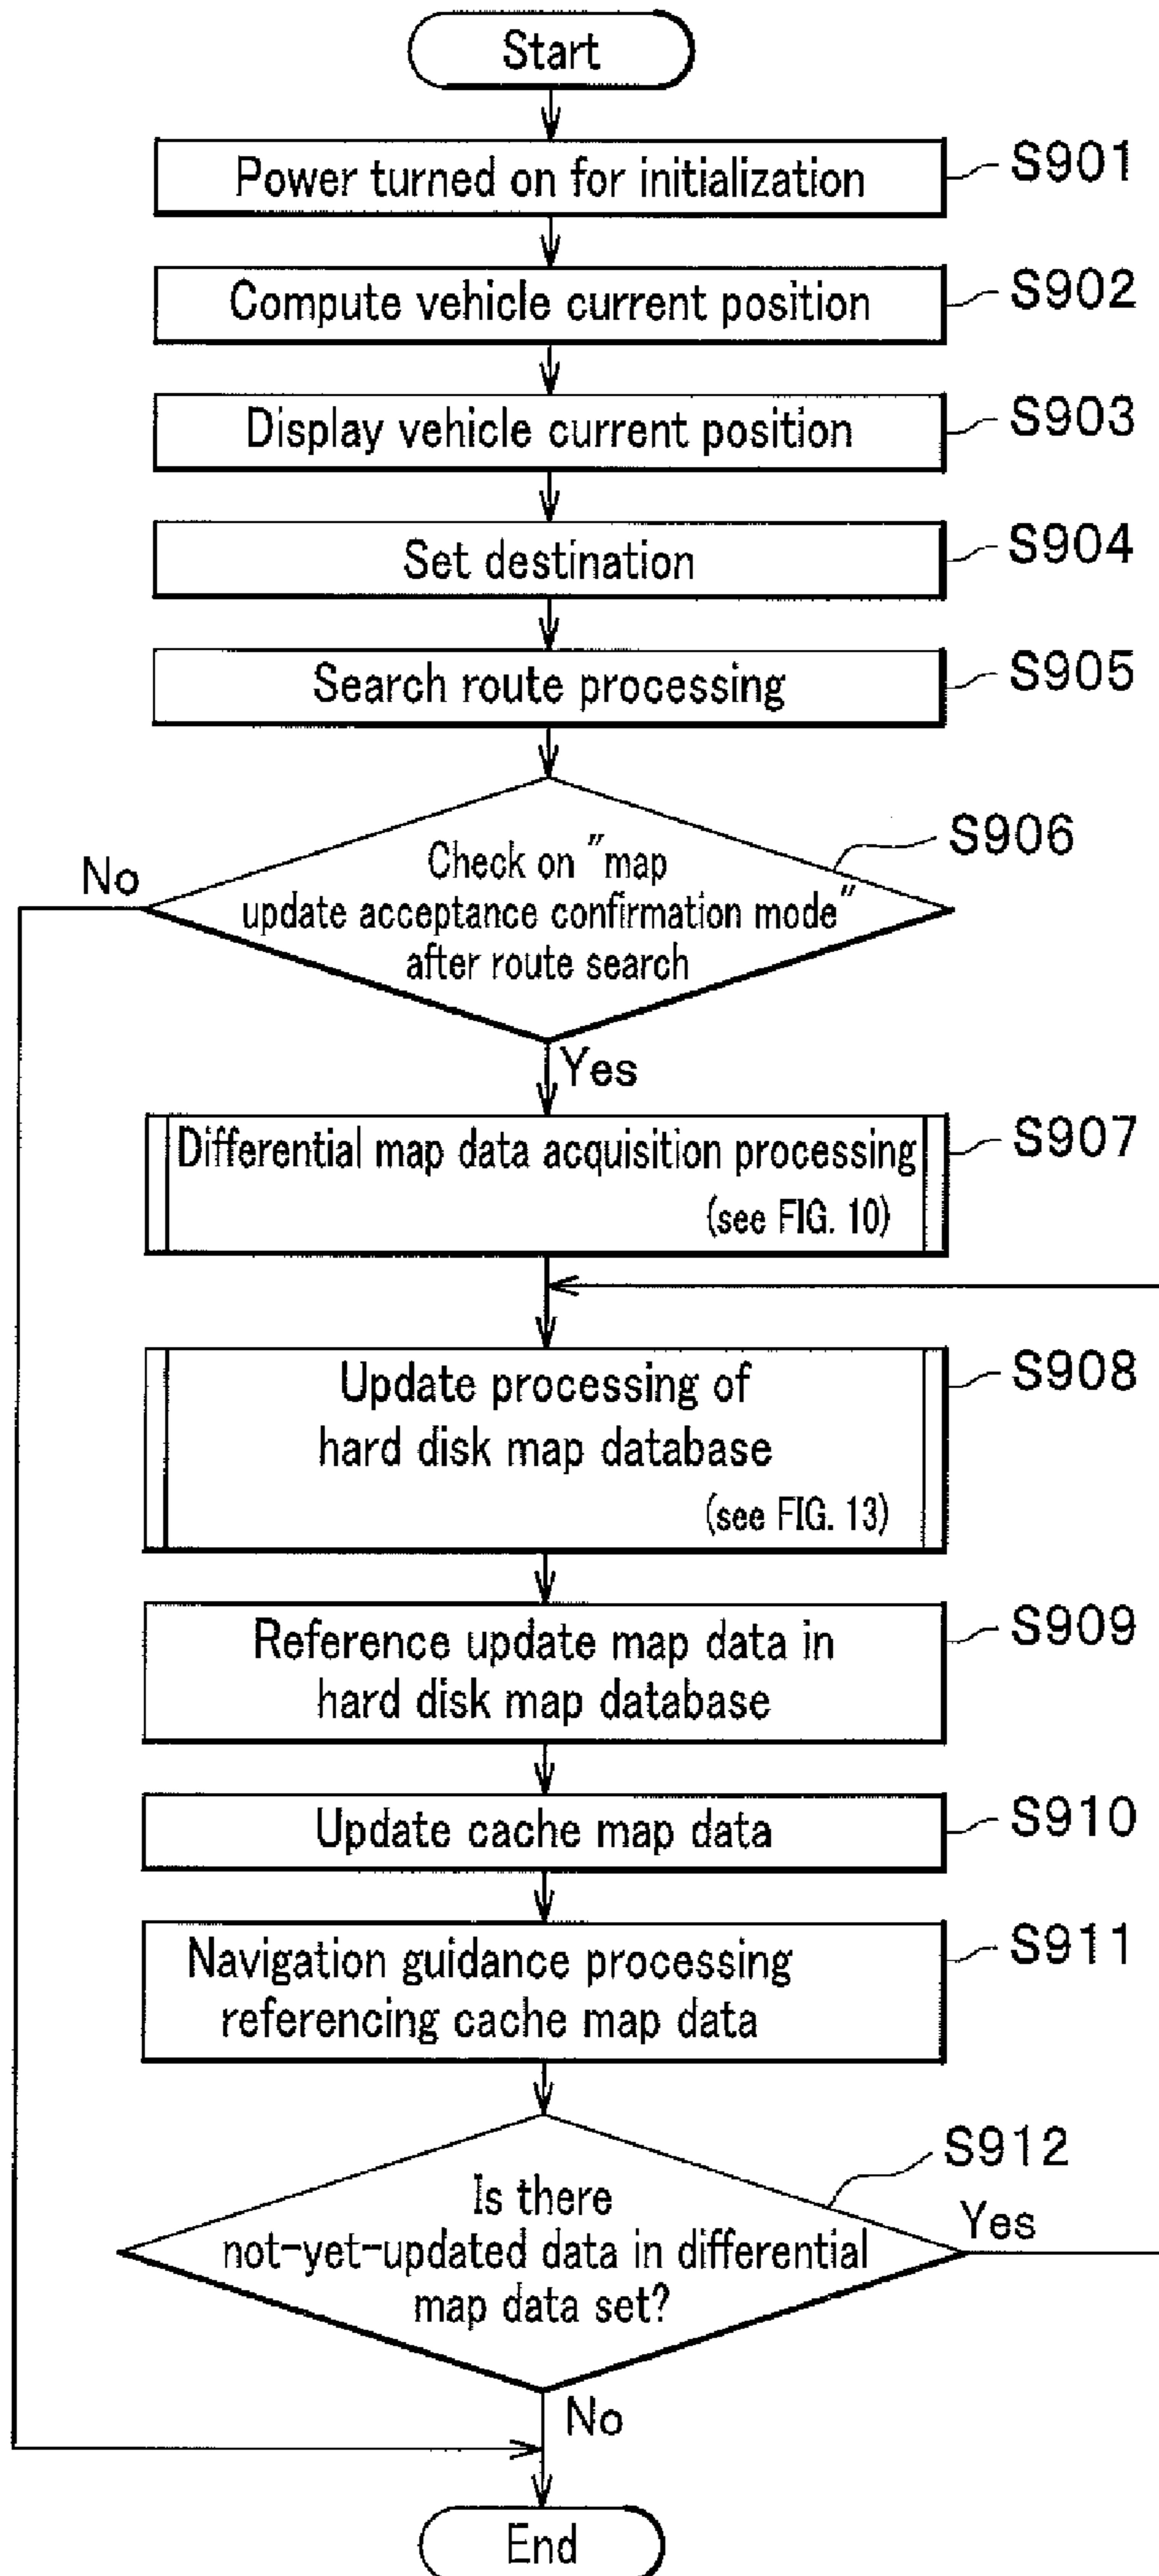 Start
Power turned on for initialization
S901
Compute vehicle current position
S902
Display vehicle current position
S903
Set destination
S904
Search route processing
S905
S906
Check on "map
update acceptance confirmation mode"
after route search
No
Yes
Differential map data acquisition processing
(see FIG. 10)
S907
Update processing of
hard disk map database
(see FIG. 13)
S908
Reference update map data in
hard disk map database
S909
Update cache map data
S910
Navigation guidance processing
referencing cache map data
S911
S912
Is there
not-yet-updated data in differential
map data set?
Yes
No
End